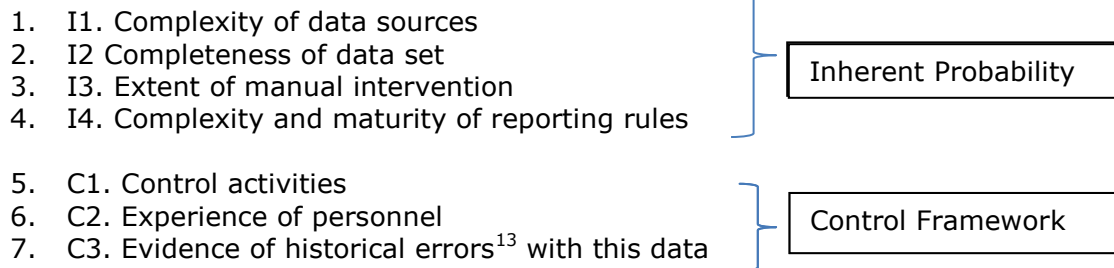 1. I1. Complexity of data sources
2. I2 Completeness of data set
3. I3. Extent of manual intervention
4. I4. Complexity and maturity of reporting rules
Inherent Probability
5. C1. Control activities
6. C2. Experience of personnel
7. C3. Evidence of historical errors13 with this data
Control Framework